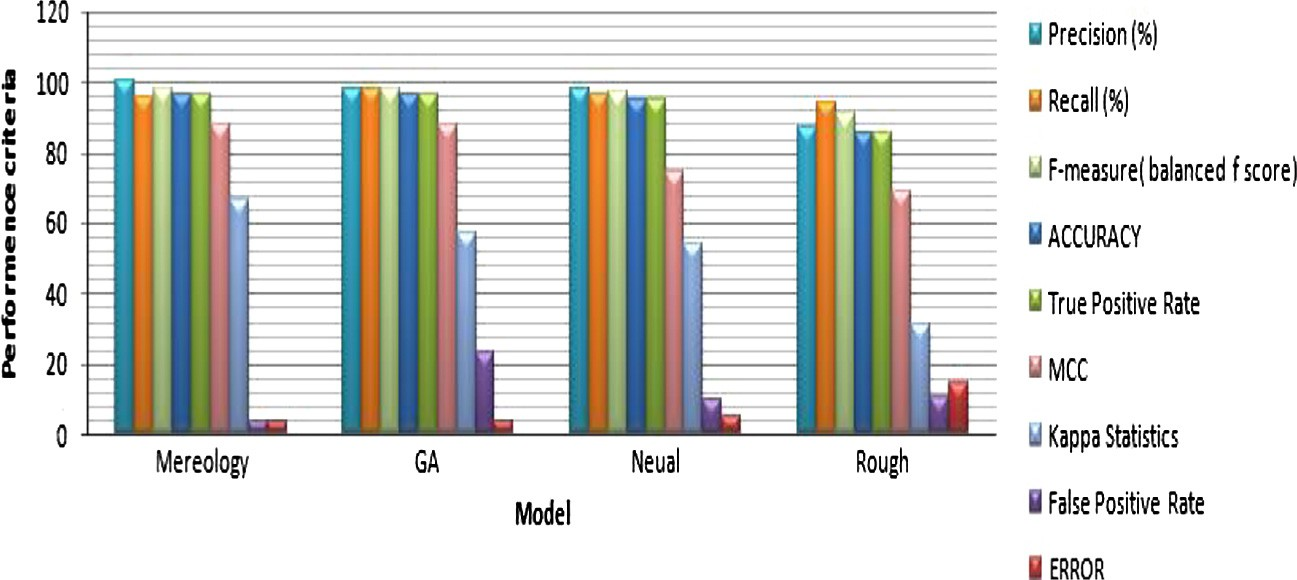 Performence criteria
120
100
80
60
40
20
0
Mereology
GA
Neual
Rough
Model
Precision (%)
Recall (%)
F-measure( balanced f score)
ACCURACY
True Positive Rate
MCC
Kappa Statistics
False Positive Rate
ERROR